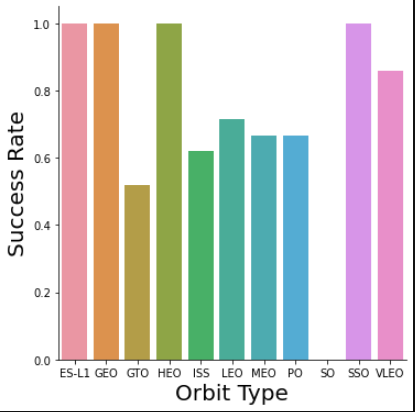 Success Rate
1.0
0.8
0.6
0.4
0.2
0.0
ES-L1 GEO GTO HEO ISS LEO MEO PO SO SSO VLEO
Orbit Type